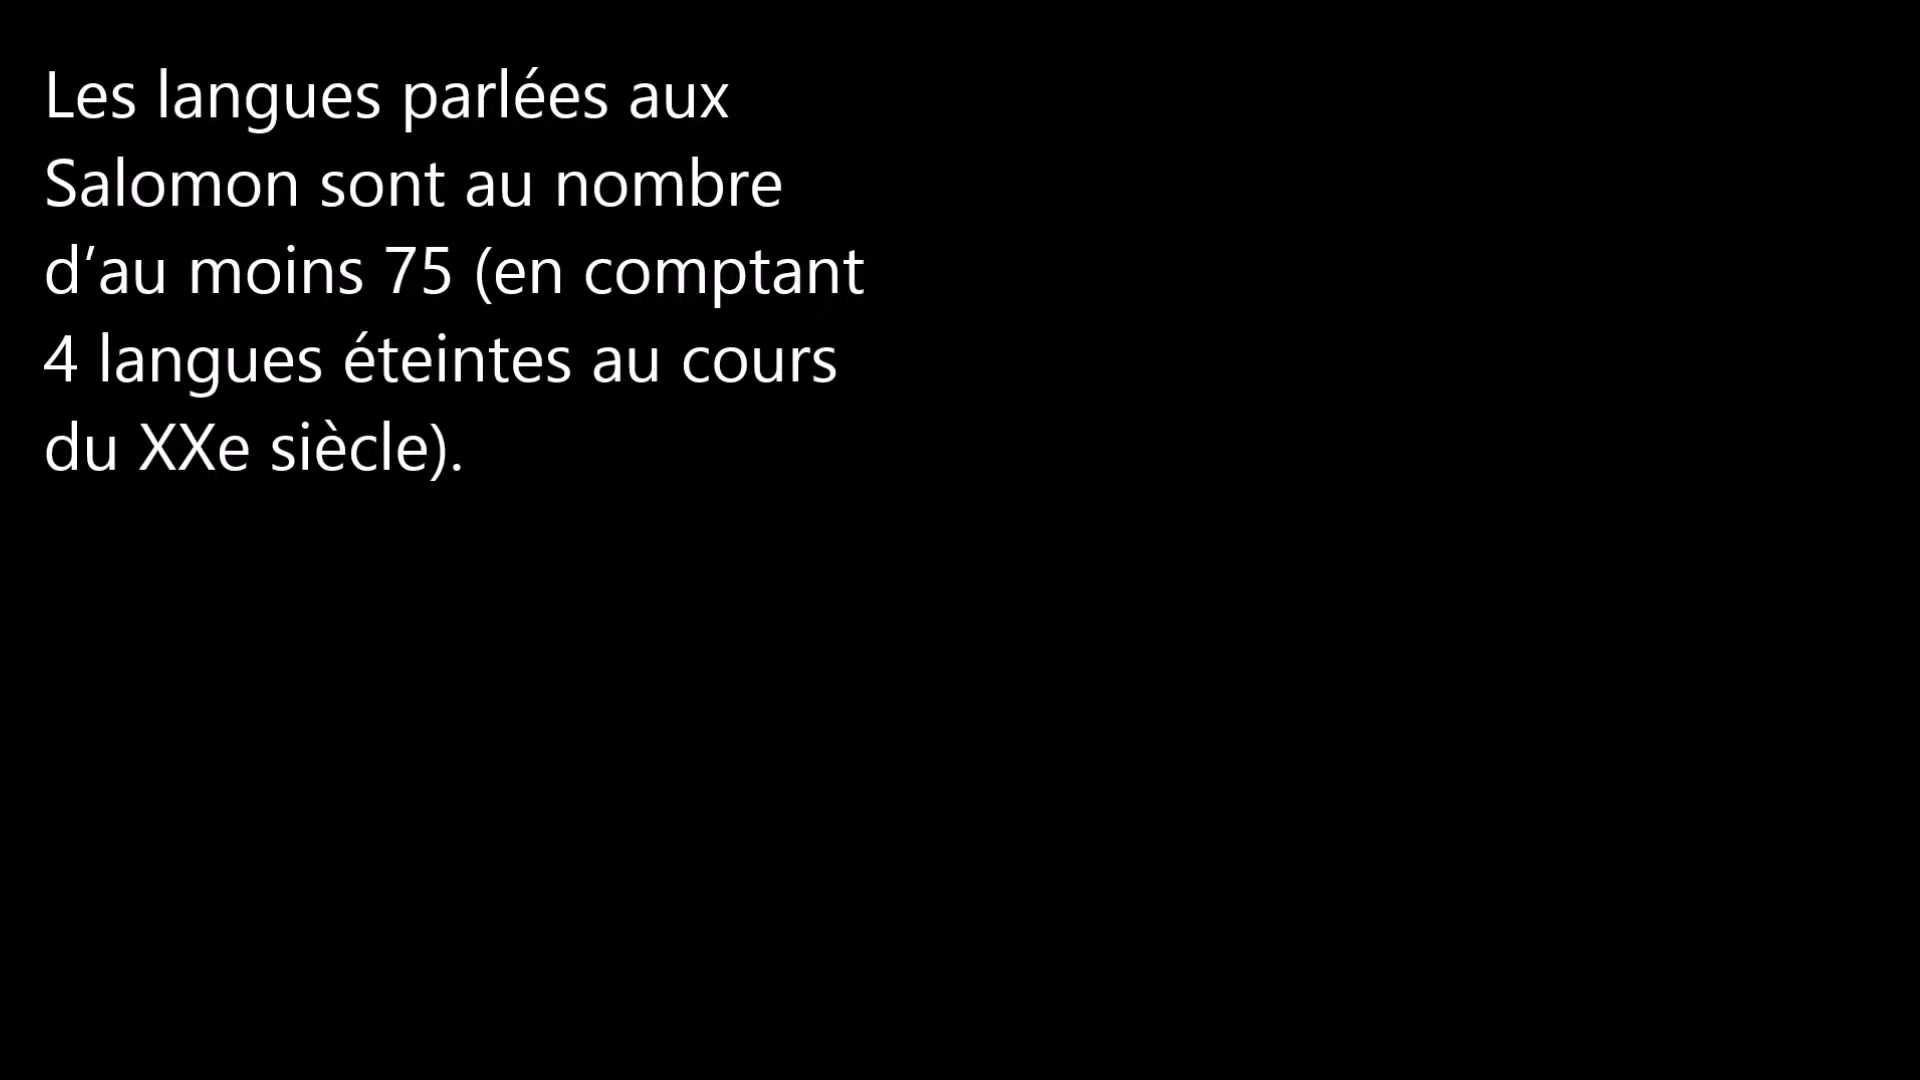 Les langues parlées aux
Salomon sont au nombre
d’au moins 75 (en comptant
4 langues éteintes au cours
du XXe siècle).